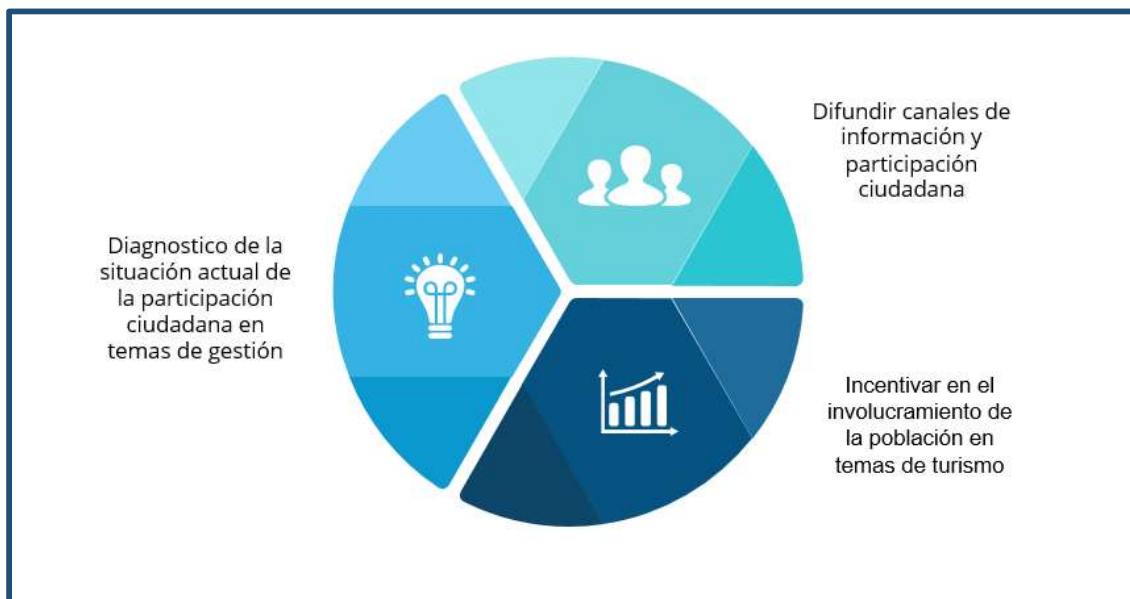 Difundir canales de
información y
participación
ciudadana
Diagnostico de la
situación actual de
la participación
ciudadana en
temas de gestión
Incentivar en el
involucramiento de
la población en
temas de turismo